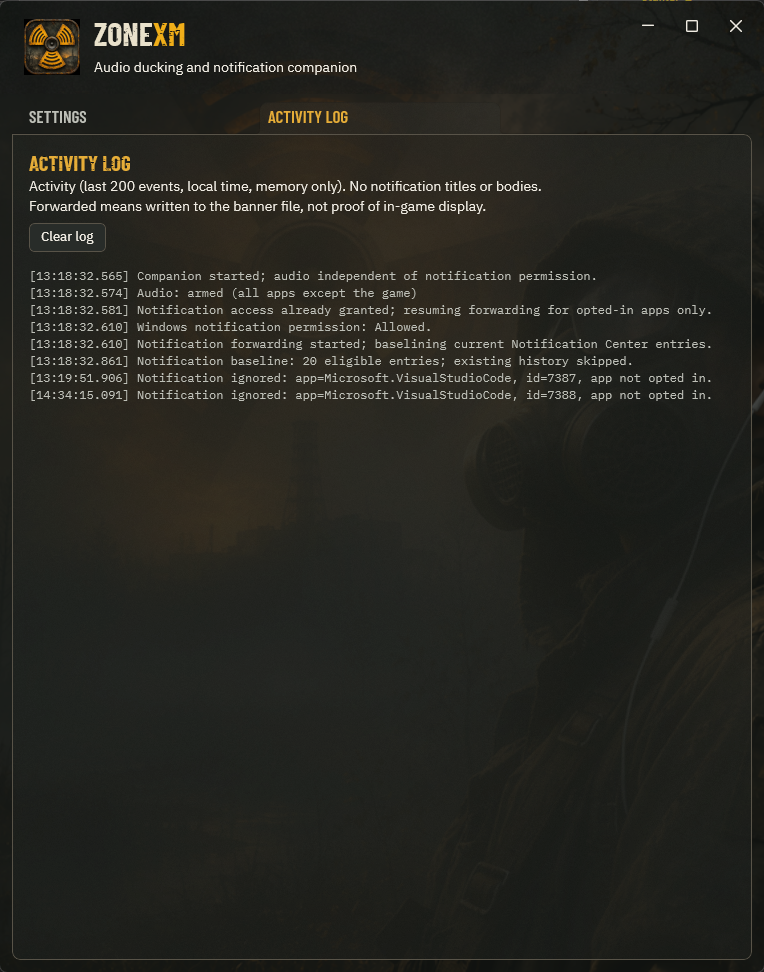 ZONEXM
Audio ducking and notification companion
SETTINGS
ACTIVITY LOG
ACTIVITY LOG
Activity (last 200 events, local time, memory only). No notification titles or bodies.
Forwarded means written to the banner file, not proof of in-game display.
Clear log
[13:18:32.565] Companion started; audio independent of notification permission.
[13:18:32.574] Audio: armed (all apps except the game)
[13:18:32.581] Notification access already granted; resuming forwarding for opted-in apps only.
[13:18:32.610] Windows notification permission: Allowed.
[13:18:32.610] Notification forwarding started; baselining current Notification Center entries.
[13:18:32.861] Notification baseline: 20 eligible entries; existing history skipped.
[13:19:51.906] Notification ignored: app=Microsoft.VisualStudioCode, id=7387, app not opted in.
[14:34:15.091] Notification ignored: app=Microsoft.VisualStudioCode, id=7388, app not opted in.